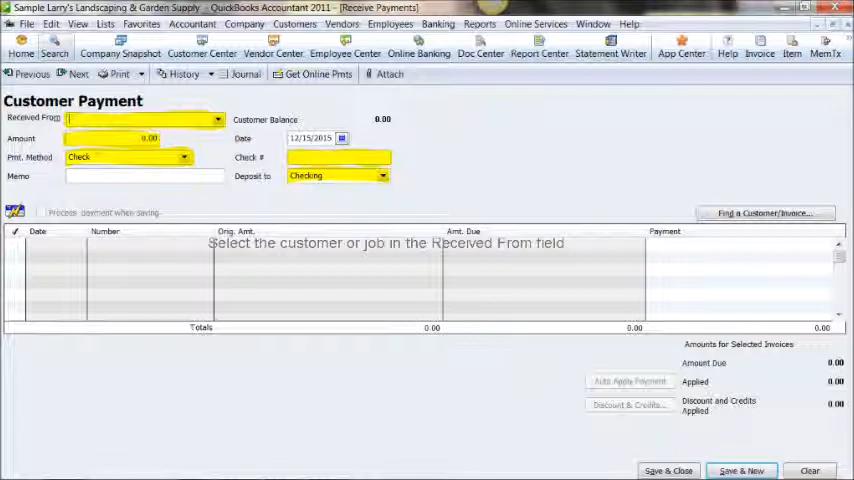 Sample Larry's Landscaping & Garden Supply - QuickBooks Accountant 2011 - [Receive Payments]
File Edit View Lists Favorites Accountant Company Customers Vendors Employees Banking Reports Online Services Window Help
Home Search Company Snapshot Customer Center Vendor Center Employee Center Online Banking Doc Center Report Center Statement Writer App Center Help Invoice Item MemTx
Previous Next Print History Journal Get Online Pmts Attach
Customer Payment
Received From Customer Balance 0.00
Amount 0.00 Date 12/15/2015
Pmt. Method Check Check #
Memo Deposit to Checking
Process payment when saving Find a Customer/Invoice...
✓ Date Number Orig. Amt. Amt. Due Payment
Select the customer or job in the Received From field
Totals 0.00 0.00 0.00
Amounts for Selected Invoices
Amount Due 0.00
Auto Apply Payment Applied 0.00
Discount & Credits... Discount and Credits Applied 0.00
Save & Close Save & New Clear